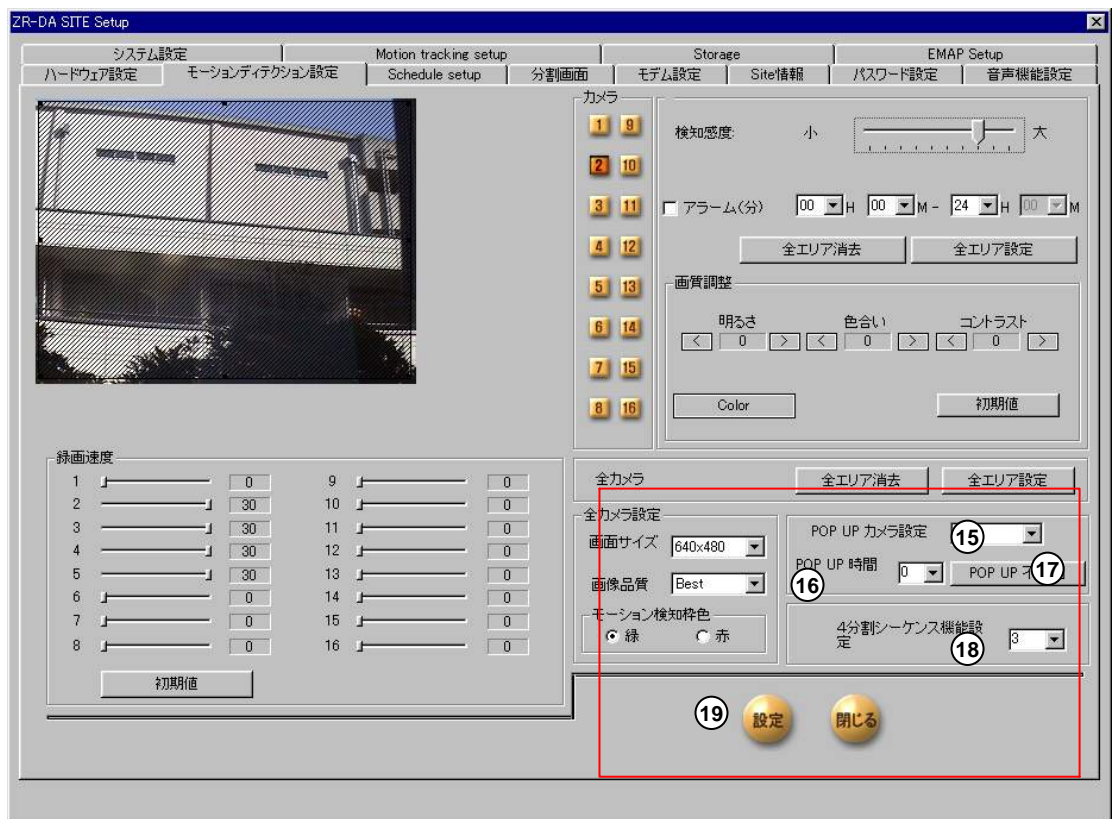 ZR-DA SITE Setup
システム設定 Motion tracking setup Storage EMAP Setup
ハードウェア設定 モーションディテクション設定 Schedule setup 分割画面 モデム設定 Site情報 パスワード設定 音声機能設定
カメラ
1 9
2 10
3 11
4 12
5 13
6 14
7 15
8 16
検知感度: 小 大
アラーム(分) 00 H 00 M - 24 H 00 M
全エリア消去 全エリア設定
画質調整
明るさ 色合い コントラスト
< 0 > < 0 > < 0 >
Color 初期値
録画速度
1 0 9 0
2 30 10 0
3 30 11 0
4 30 12 0
5 30 13 0
6 0 14 0
7 0 15 0
8 0 16 0
初期値
全カメラ 全エリア消去 全エリア設定
全カメラ設定
画面サイズ 640x480
画像品質 Best
モーション検知枠色
緑 赤
POP UP カメラ設定 15
POP UP 時間 16 0 POP UP 17
4分割シーケンス機能設
定 18 3
19 設定 閉じる